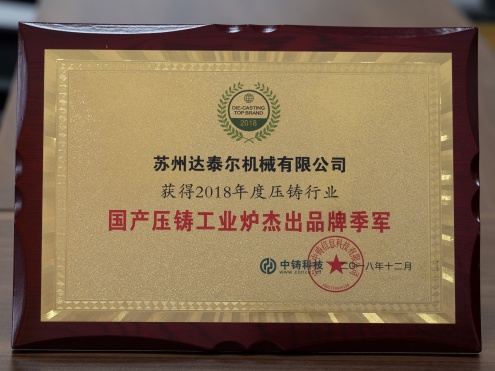 DIE-CASTING
TOP BRAND
2018
苏州达泰尔机械有限公司
获得2018年度压铸行业
国产压铸工业炉杰出品牌季军
中铸科技
二〇一八年十二月